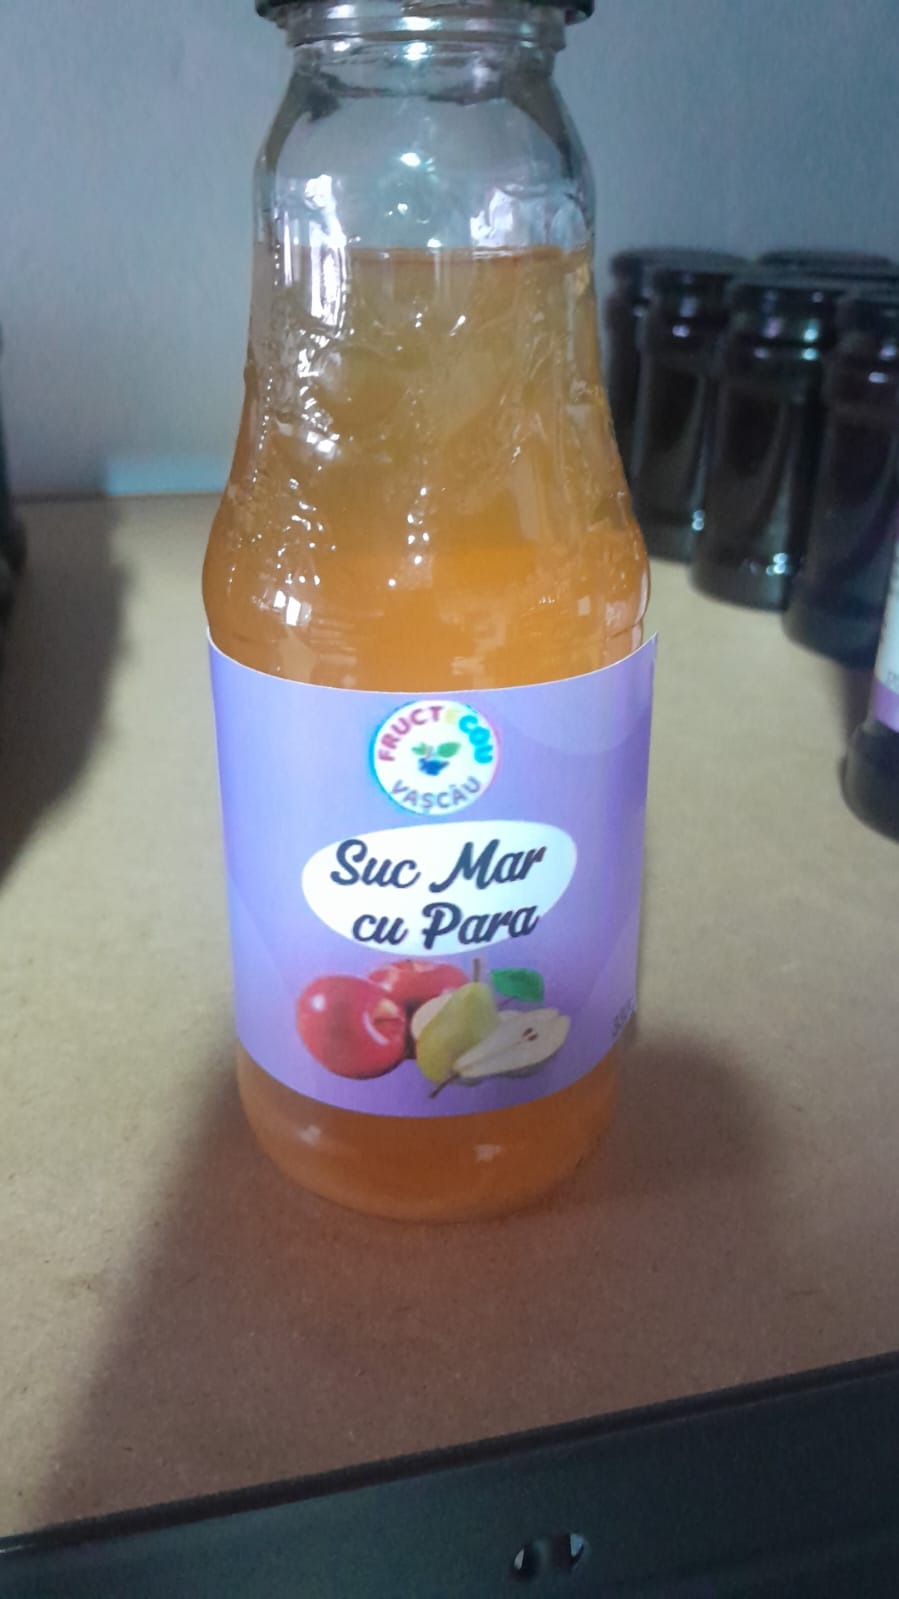 FRUCTECOU
VAȘCĂU
Suc Mar
cu Para